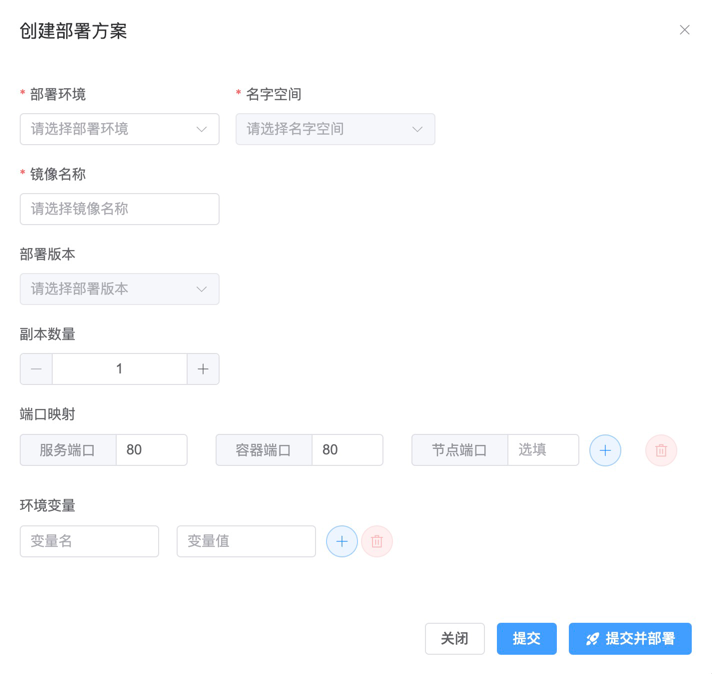 创建部署方案
* 部署环境 * 名字空间
请选择部署环境 请选择名字空间
* 镜像名称
请选择镜像名称
部署版本
请选择部署版本
副本数量
1
端口映射
服务端口 80 容器端口 80 节点端口 选填
环境变量
变量名 变量值
关闭 提交 提交并部署